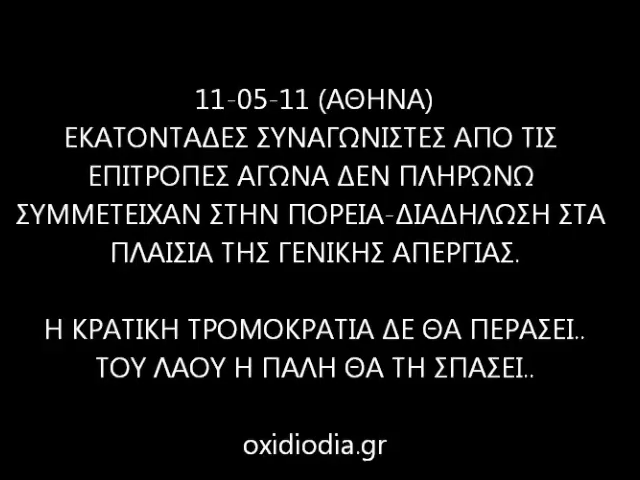 11-05-11 (ΑΘΗΝΑ)
ΕΚΑΤΟΝΤΑΔΕΣ ΣΥΝΑΓΩΝΙΣΤΕΣ ΑΠΟ ΤΙΣ
ΕΠΙΤΡΟΠΕΣ ΑΓΩΝΑ ΔΕΝ ΠΛΗΡΩΝΩ
ΣΥΜΜΕΤΕΙΧΑΝ ΣΤΗΝ ΠΟΡΕΙΑ-ΔΙΑΔΗΛΩΣΗ ΣΤΑ
ΠΛΑΙΣΙΑ ΤΗΣ ΓΕΝΙΚΗΣ ΑΠΕΡΓΙΑΣ.
Η ΚΡΑΤΙΚΗ ΤΡΟΜΟΚΡΑΤΙΑ ΔΕ ΘΑ ΠΕΡΑΣΕΙ..
ΤΟΥ ΛΑΟΥ Η ΠΑΛΗ ΘΑ ΤΗ ΣΠΑΣΕΙ..
oxidiodia.gr